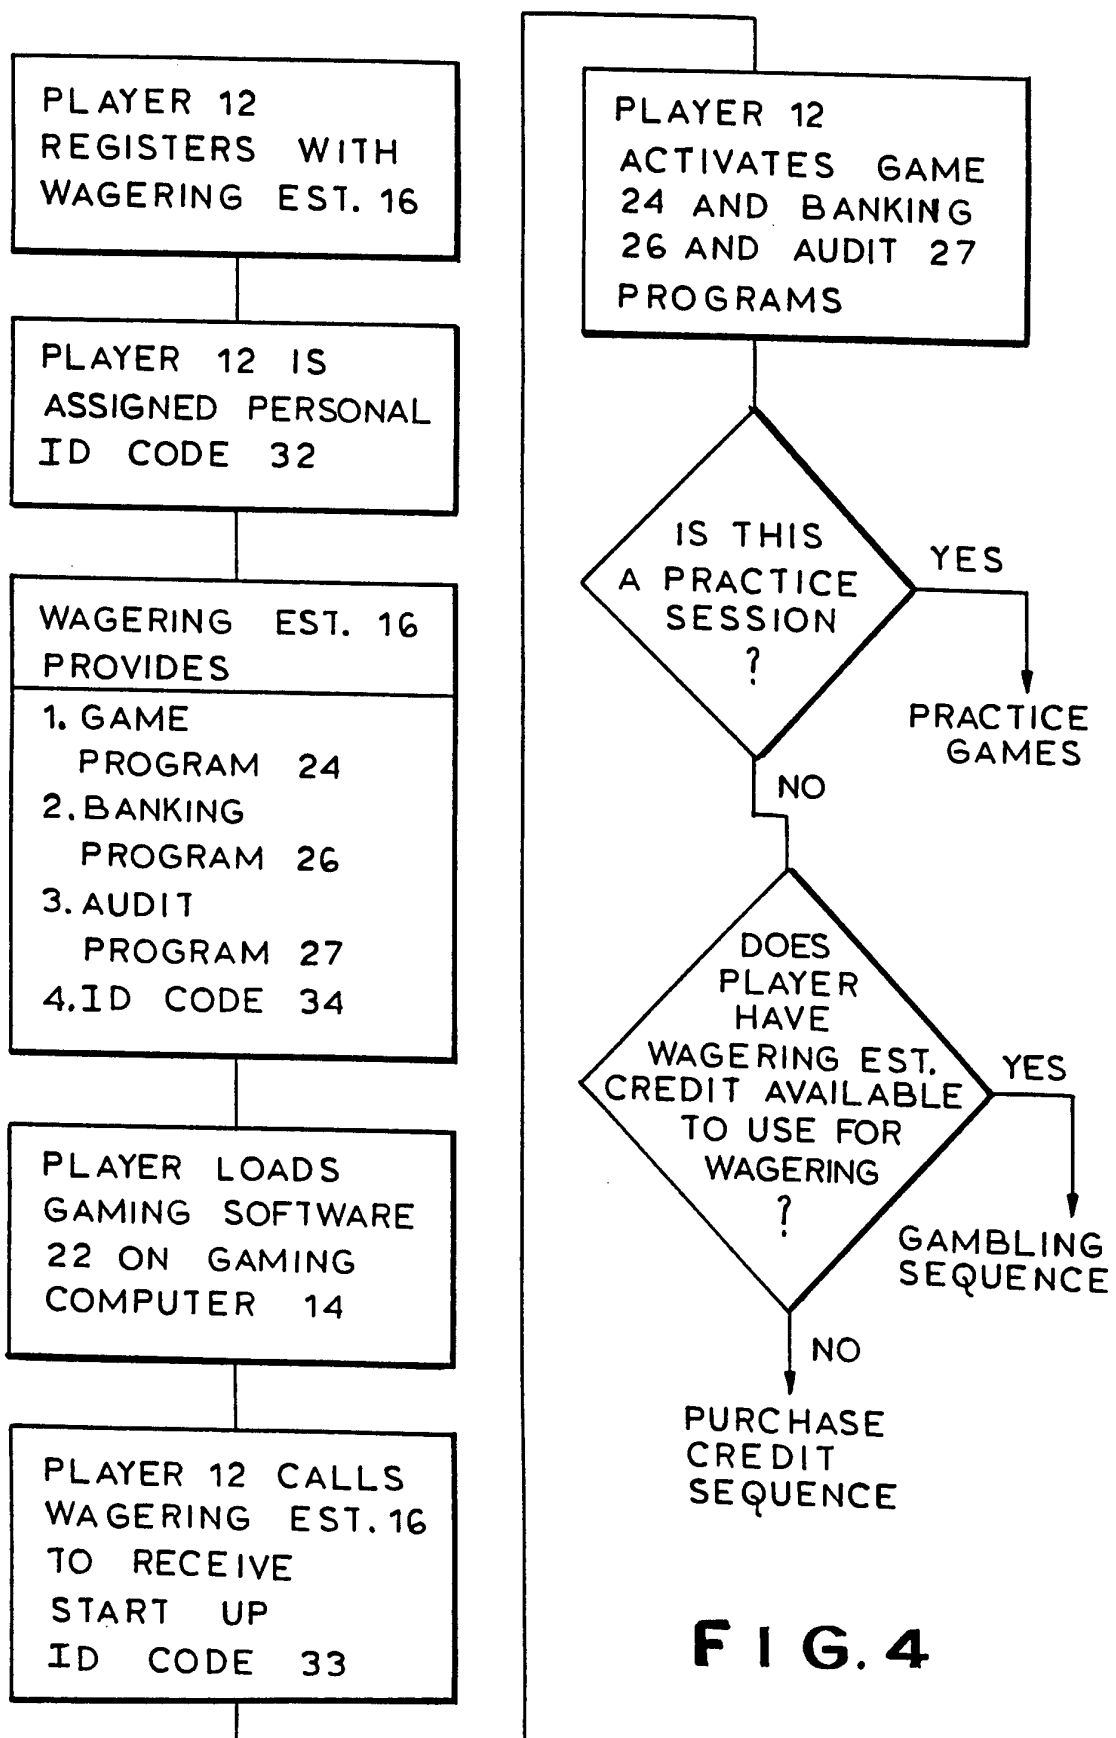 PLAYER 12
REGISTERS WITH
WAGERING EST. 16
PLAYER 12 IS
ASSIGNED PERSONAL
ID CODE 32
WAGERING EST. 16
PROVIDES
1. GAME
PROGRAM 24
2. BANKING
PROGRAM 26
3. AUDIT
PROGRAM 27
4. ID CODE 34
PLAYER LOADS
GAMING SOFTWARE
22 ON GAMING
COMPUTER 14
PLAYER 12 CALLS
WAGERING EST. 16
TO RECEIVE
START UP
ID CODE 33
PLAYER 12
ACTIVATES GAME
24 AND BANKING
26 AND AUDIT 27
PROGRAMS
IS THIS
A PRACTICE
SESSION
?
YES
PRACTICE
GAMES
NO
DOES
PLAYER
HAVE
WAGERING EST.
CREDIT AVAILABLE
TO USE FOR
WAGERING
?
YES
GAMBLING
SEQUENCE
NO
PURCHASE
CREDIT
SEQUENCE
FIG. 4